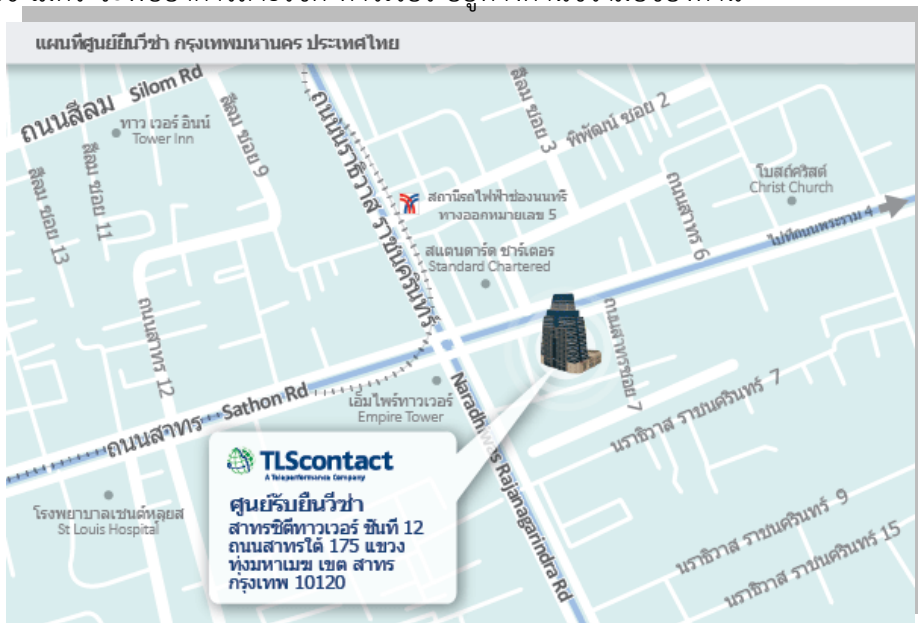 แผนที่ศูนย์ยื่นวีซ่า กรุงเทพมหานคร ประเทศไทย
ถนนสีลม Silom Rd
ทาว เวอร์ อินน์
Tower Inn
สีลม ซอย 9
สีลม ซอย 11
สีลม ซอย 13
ถนนนราธิวาส ราชนครินทร์
สีลม ซอย 3
พิพัฒน์ ซอย 2
สถานีรถไฟฟ้าช่องนนทรี
ทางออกหมายเลข 5
ถนนสาทร 6
โบสถ์คริสต์
Christ Church
ไปที่ถนนพระราม 4
สแตนดาร์ด ชาร์เตอร์
Standard Chartered
ถนนสาทร 12
ถนนสาทรซอย 7
ถนนสาทร Sathon Rd
เอ็มไพร์ทาวเวอร์
Empire Tower
Naradhiwas Rajanagarindra Rd
นราธิวาส ราชนครินทร์ 7
TLScontact
A Teleperformance Company
ศูนย์รับยื่นวีซ่า
สาทรซิตีทาวเวอร์ ชั้นที่ 12
ถนนสาทรใต้ 175 แขวง
ทุ่งมหาเมฆ เขต สาทร
กรุงเทพ 10120
โรงพยาบาลเซนต์หลุยส
St Louis Hospital
นราธิวาส ราชนครินทร์ 9
นราธิวาส ราชนครินทร์ 15